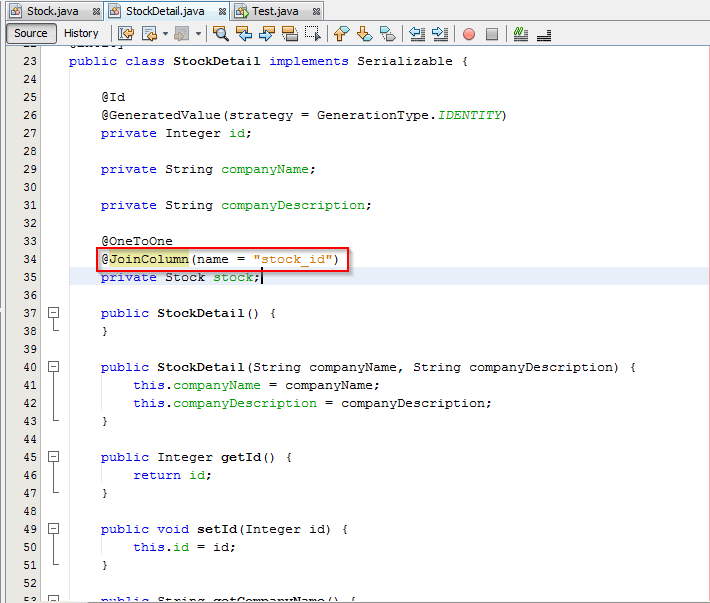 Stock.java StockDetail.java Test.java
Source History
23 public class StockDetail implements Serializable {
24
25 @Id
26 @GeneratedValue(strategy = GenerationType.IDENTITY)
27 private Integer id;
28
29 private String companyName;
30
31 private String companyDescription;
32
33 @OneToOne
34 @JoinColumn(name = "stock_id")
35 private Stock stock;
36
37 public StockDetail() {
38 }
39
40 public StockDetail(String companyName, String companyDescription) {
41 this.companyName = companyName;
42 this.companyDescription = companyDescription;
43 }
44
45 public Integer getId() {
46 return id;
47 }
48
49 public void setId(Integer id) {
50 this.id = id;
51 }
52
53 public String getCompanyName() {